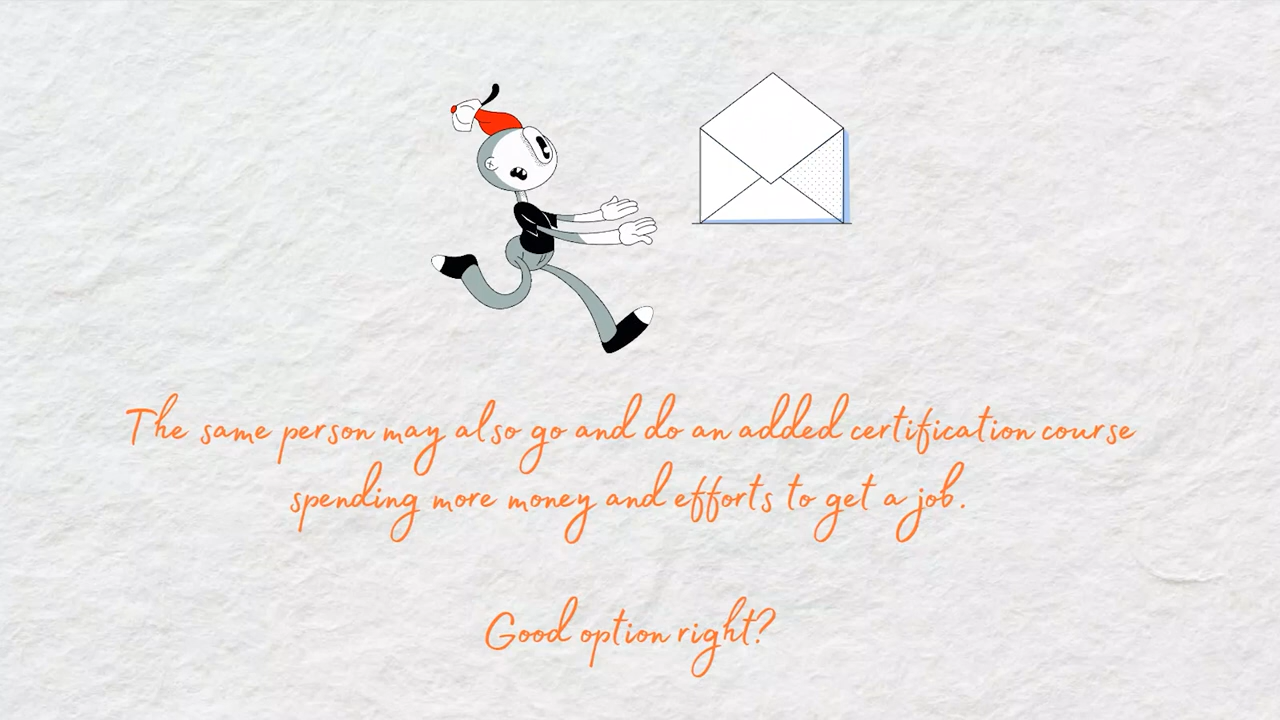 The same person may also go and do an added certification course
spending more money and efforts to get a job.
Good option right?